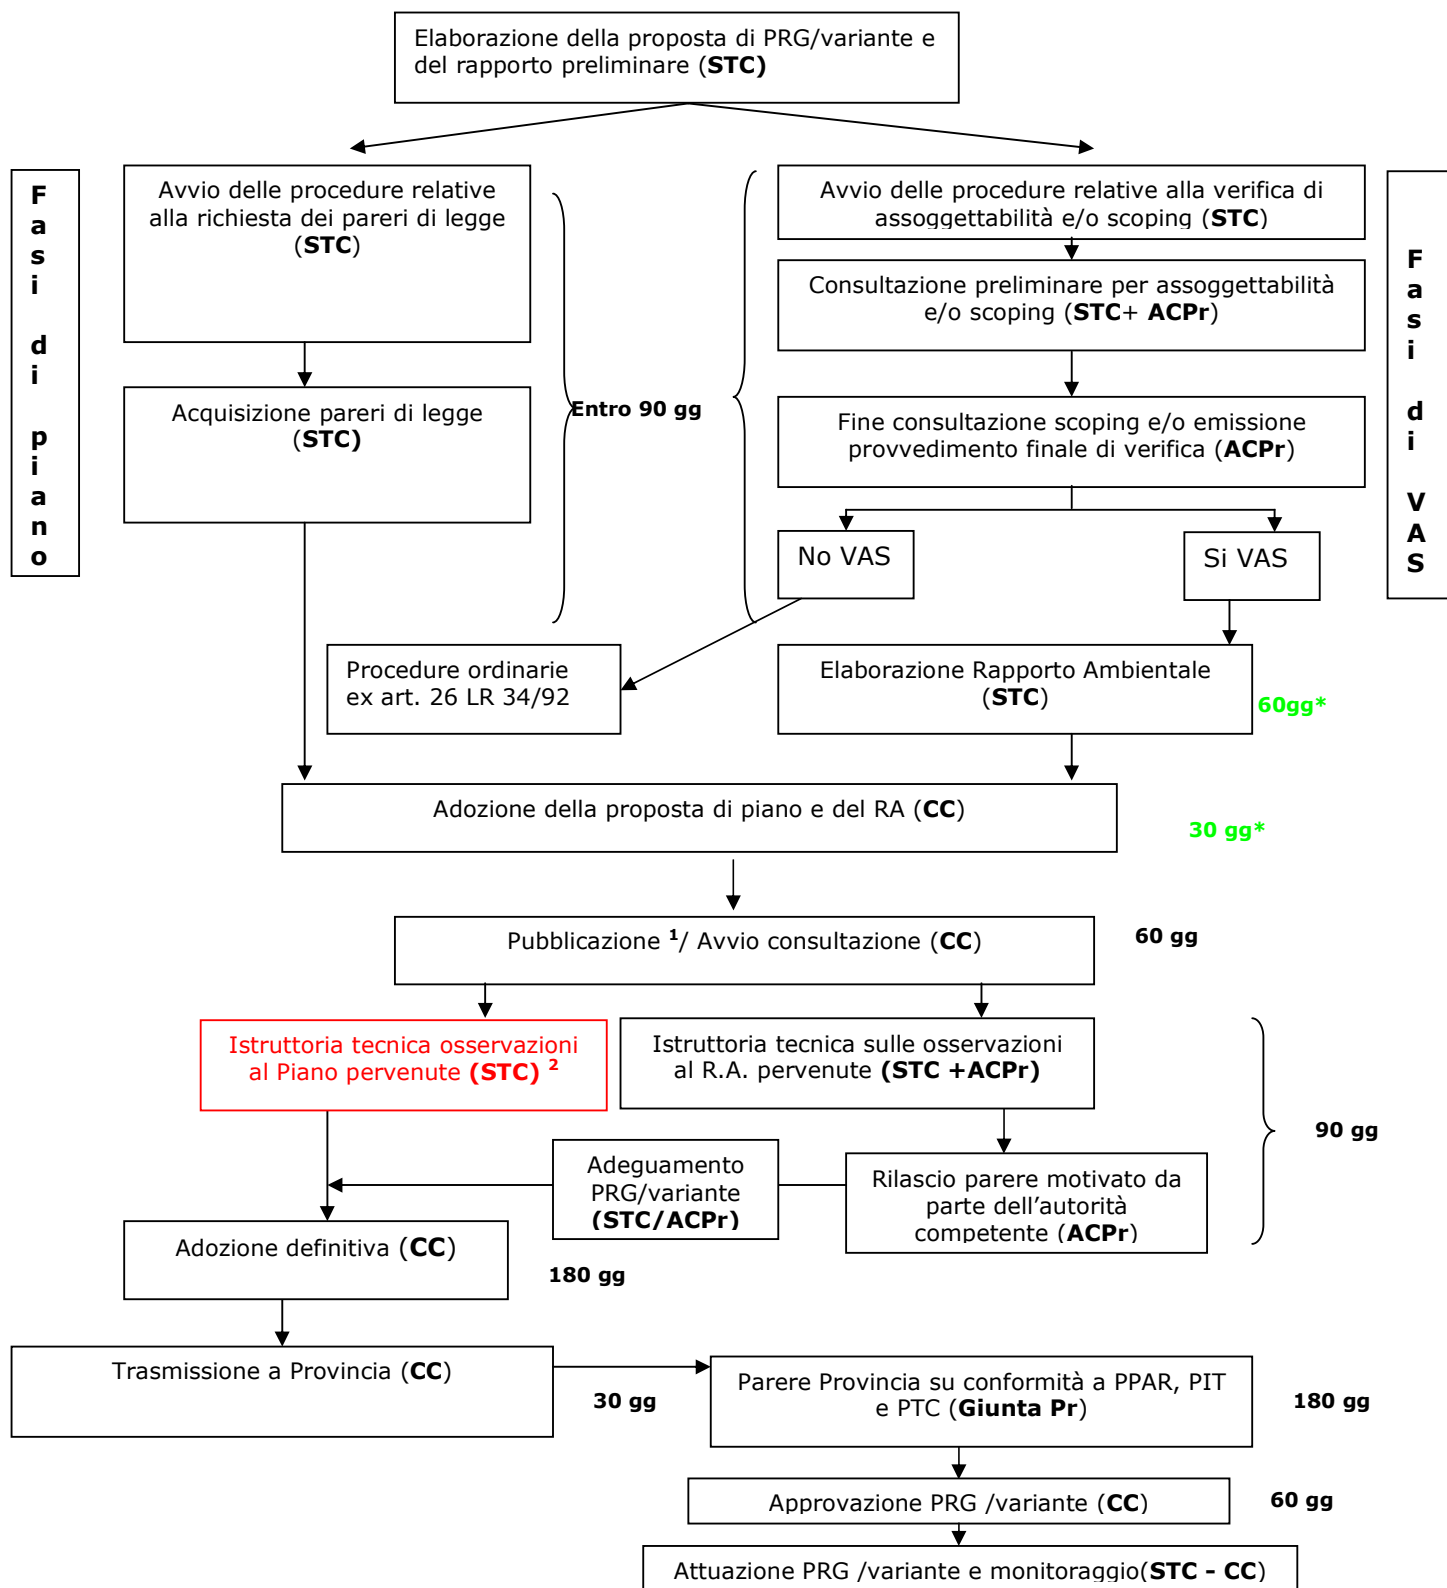 Elaborazione della proposta di PRG/variante e
del rapporto preliminare (STC)
Fasi di piano
Avvio delle procedure relative
alla richiesta dei pareri di legge
(STC)
Acquisizione pareri di legge
(STC)
Entro 90 gg
Avvio delle procedure relative alla verifica di
assoggettabilità e/o scoping (STC)
Consultazione preliminare per assoggettabilità
e/o scoping (STC+ ACPr)
Fine consultazione scoping e/o emissione
provvedimento finale di verifica (ACPr)
Fasi di VAS
No VAS
Si VAS
Procedure ordinarie
ex art. 26 LR 34/92
Elaborazione Rapporto Ambientale
(STC)
60gg*
Adozione della proposta di piano e del RA (CC)
30 gg*
Pubblicazione ¹/ Avvio consultazione (CC)
60 gg
Istruttoria tecnica osservazioni
al Piano pervenute (STC) ²
Istruttoria tecnica sulle osservazioni
al R.A. pervenute (STC +ACPr)
90 gg
Adeguamento
PRG/variante
(STC/ACPr)
Rilascio parere motivato da
parte dell’autorità
competente (ACPr)
Adozione definitiva (CC)
180 gg
Trasmissione a Provincia (CC)
30 gg
Parere Provincia su conformità a PPAR, PIT
e PTC (Giunta Pr)
180 gg
Approvazione PRG /variante (CC)
60 gg
Attuazione PRG /variante e monitoraggio(STC - CC)